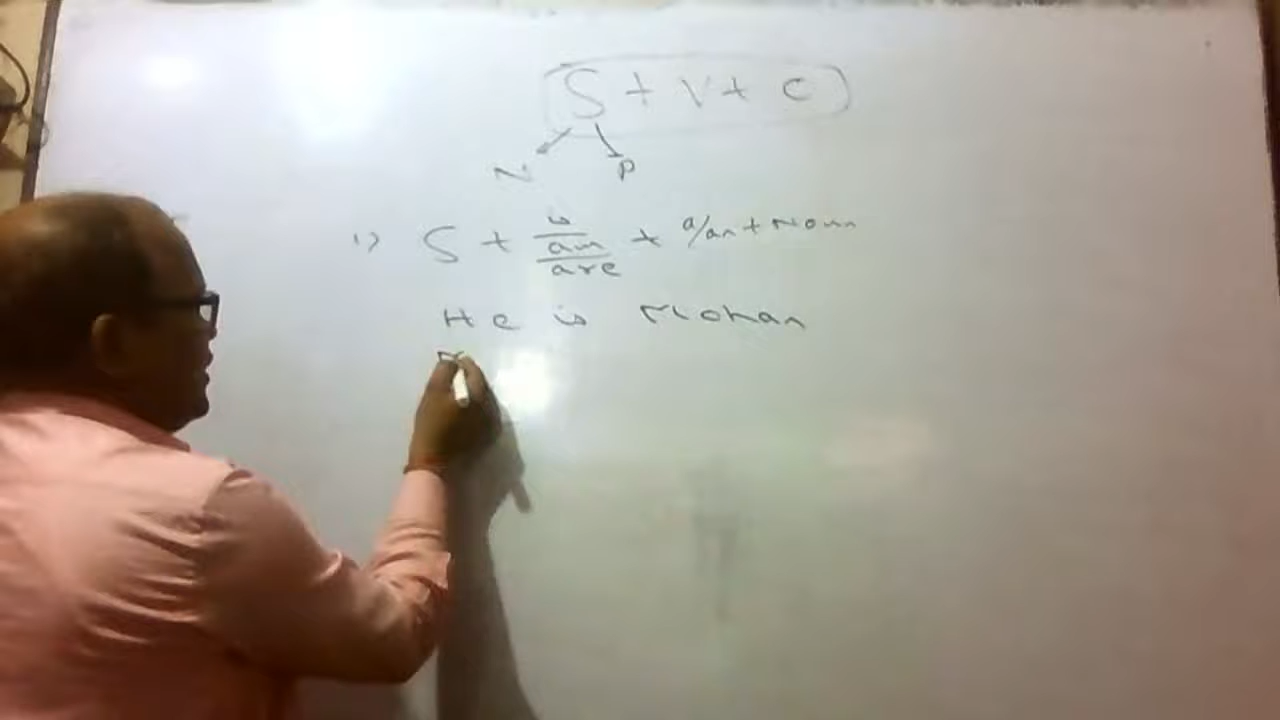 S + V + C
N P
1) S + is/am/are + a/an + Noun
He is Mohan